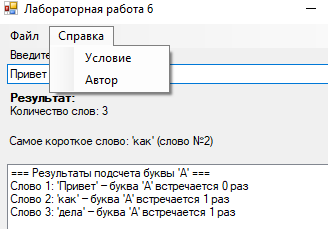 Лабораторная работа 6
Файл Справка
Условие
Автор
Введите
Привет
Результат:
Количество слов: 3
Самое короткое слово: 'как' (слово №2)
=== Результаты подсчета буквы 'А' ===
Слово 1: 'Привет' – буква 'А' встречается 0 раз
Слово 2: 'как' – буква 'А' встречается 1 раз
Слово 3: 'дела' – буква 'А' встречается 1 раз